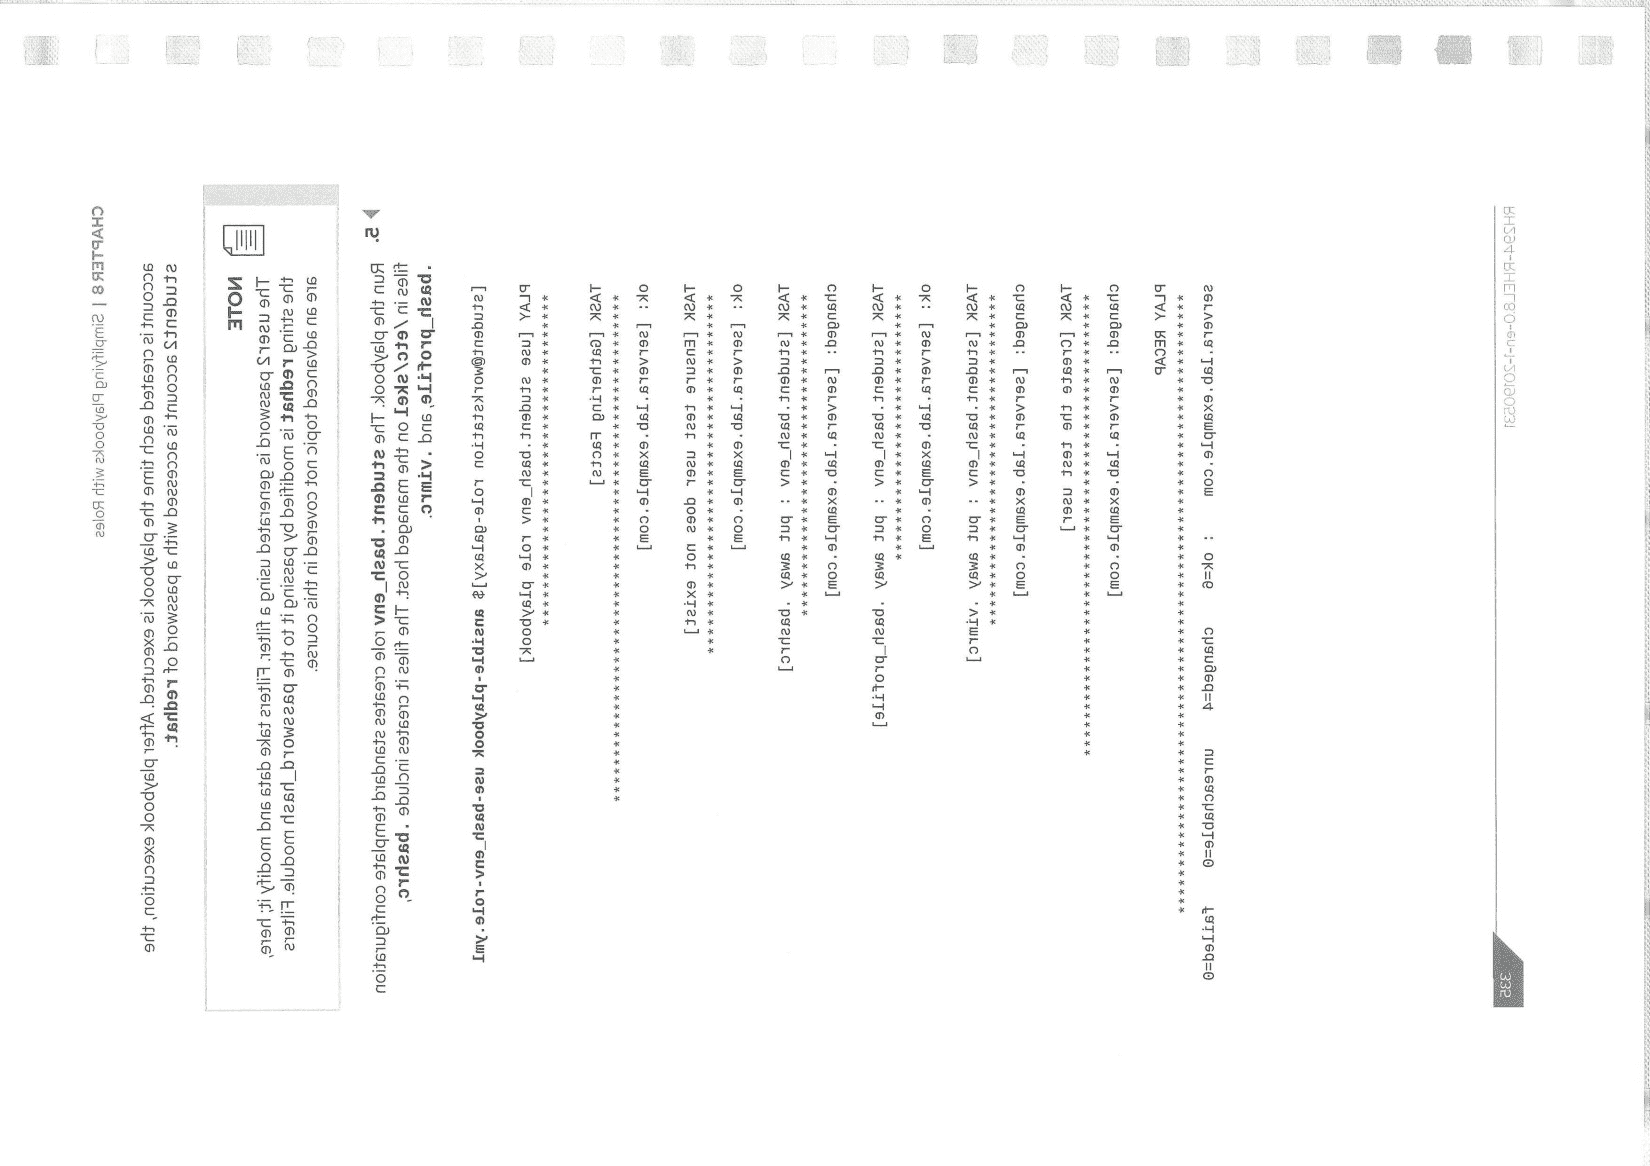 CHAPTER 8 | Simplifying Playbooks with Roles
account is created each time the playbook is executed. After playbook execution, the
student2 account is accessed with a password of redhat.
NOTE
The user2 password is generated using a filter. Filters take data and modify it; here,
the string redhat is modified by passing it to the password_hash module. Filters
are an advanced topic not covered in this course.
5. Run the playbook. The student.bash_env role creates standard template configuration
files in /etc/skel on the managed host. The files it creates include .bashrc,
.bash_profile, and .vimrc.
[student@workstation role-galaxy]$ ansible-playbook use-bash_env-role.yml
PLAY [use student.bash_env role playbook]
******************************************
TASK [Gathering Facts]
****************************************************************
ok: [servera.lab.example.com]
TASK [Ensure test user does not exist]
*********************************************
ok: [servera.lab.example.com]
TASK [student.bash_env : put away .bashrc]
****************************************
changed: [servera.lab.example.com]
TASK [student.bash_env : put away .bash_profile]
*********************************
ok: [servera.lab.example.com]
TASK [student.bash_env : put away .vimrc]
*****************************************
changed: [servera.lab.example.com]
TASK [Create the test user]
**********************************************************
changed: [servera.lab.example.com]
PLAY RECAP
******************************************************************************
servera.lab.example.com : ok=6 changed=4 unreachable=0 failed=0
RH294-RHEL8.0-en-1-20190531
335